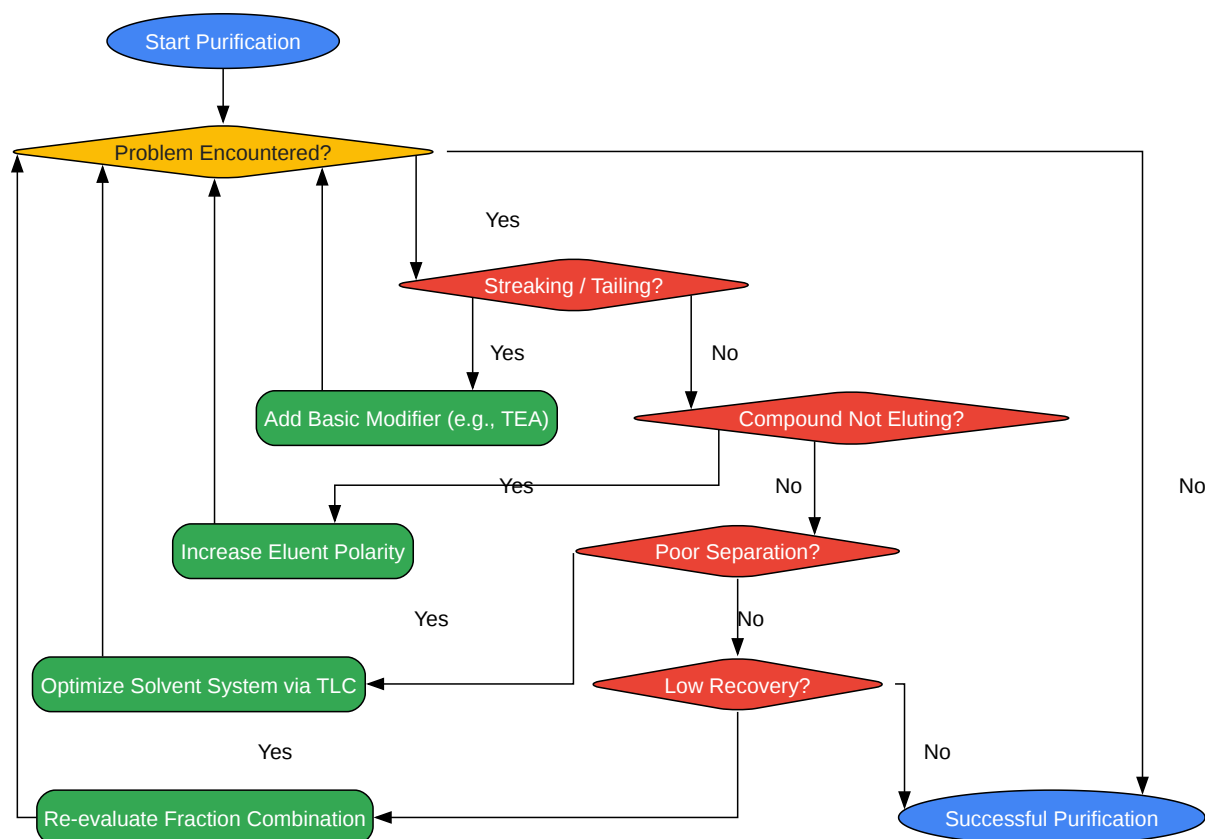 Start Purification
Problem Encountered?
Yes
Streaking / Tailing?
Yes
No
Add Basic Modifier (e.g., TEA)
Compound Not Eluting?
Yes
No
No
Increase Eluent Polarity
Poor Separation?
Yes
No
Optimize Solvent System via TLC
Low Recovery?
Yes
No
Re-evaluate Fraction Combination
Successful Purification